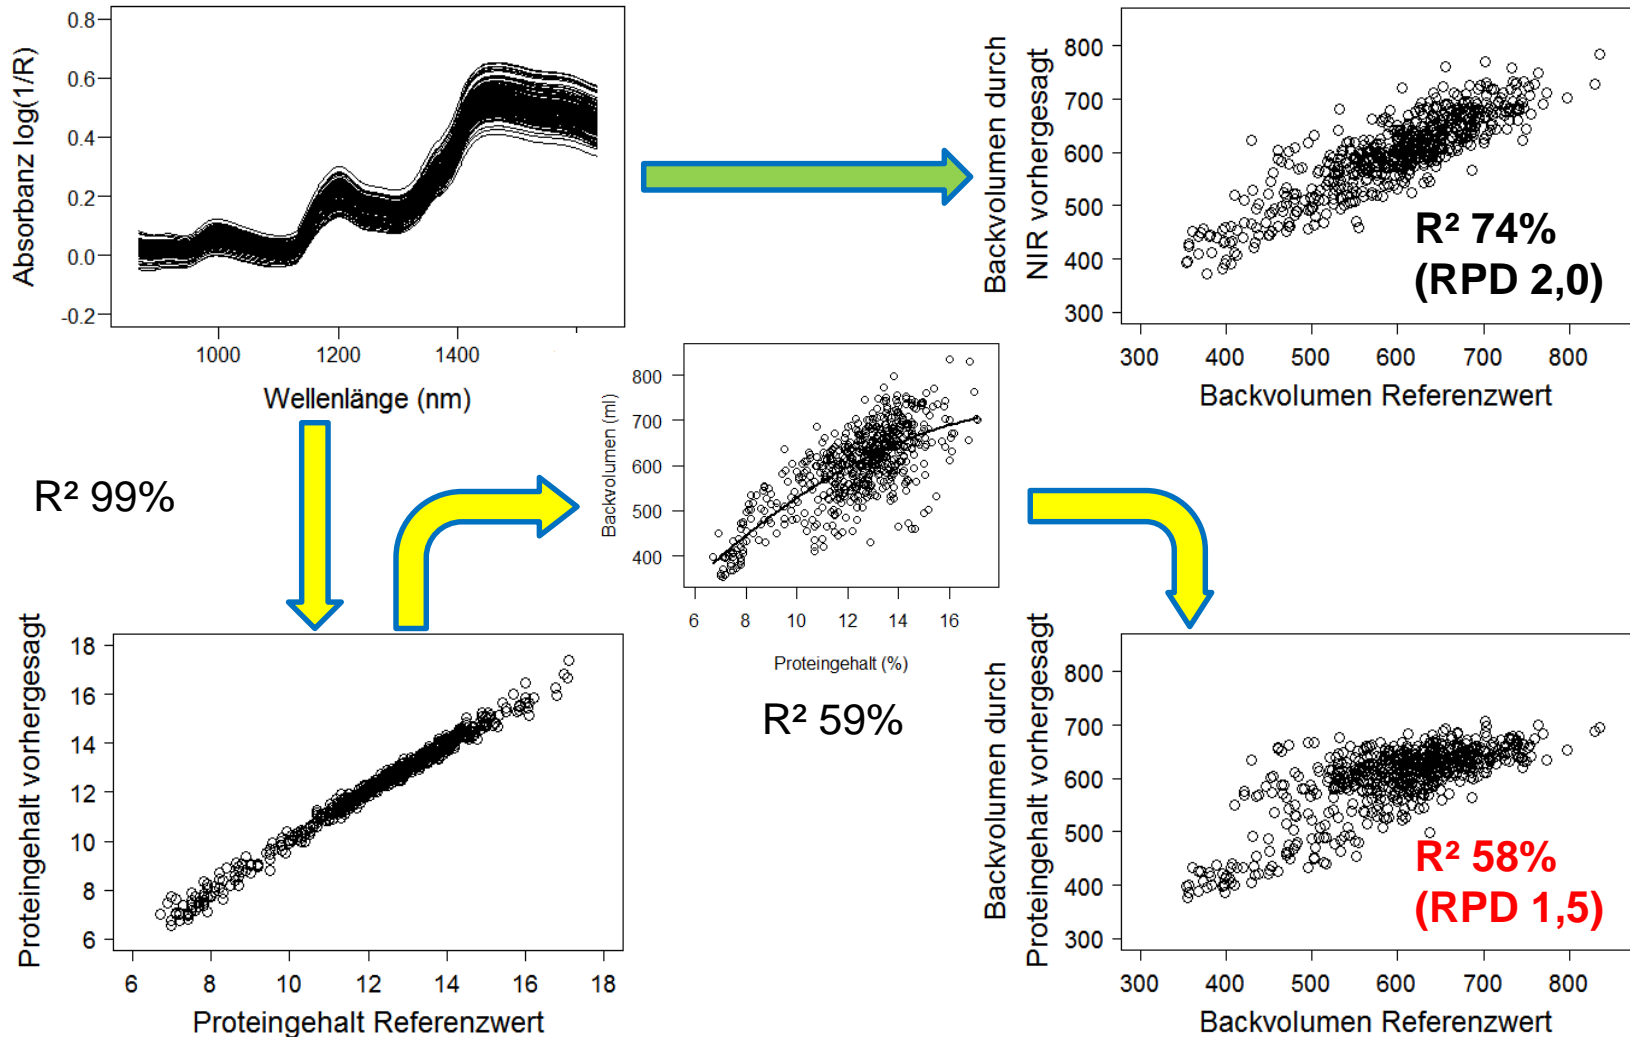 Absorbanz log(1/R)
0.8
0.6
0.4
0.2
0.0
-0.2
1000 1200 1400
Wellenlänge (nm)
Backvolumen durch
NIR vorhergesagt
800
700
600
500
400
300
R² 74%
(RPD 2,0)
300 400 500 600 700 800
Backvolumen Referenzwert
R² 99%
Backvolumen (ml)
800
700
600
500
400
6 8 10 12 14 16
Proteingehalt (%)
R² 59%
Proteingehalt vorhergesagt
18
16
14
12
10
8
6
6 8 10 12 14 16 18
Proteingehalt Referenzwert
Backvolumen durch
Proteingehalt vorhergesagt
800
700
600
500
400
300
R² 58%
(RPD 1,5)
300 400 500 600 700 800
Backvolumen Referenzwert